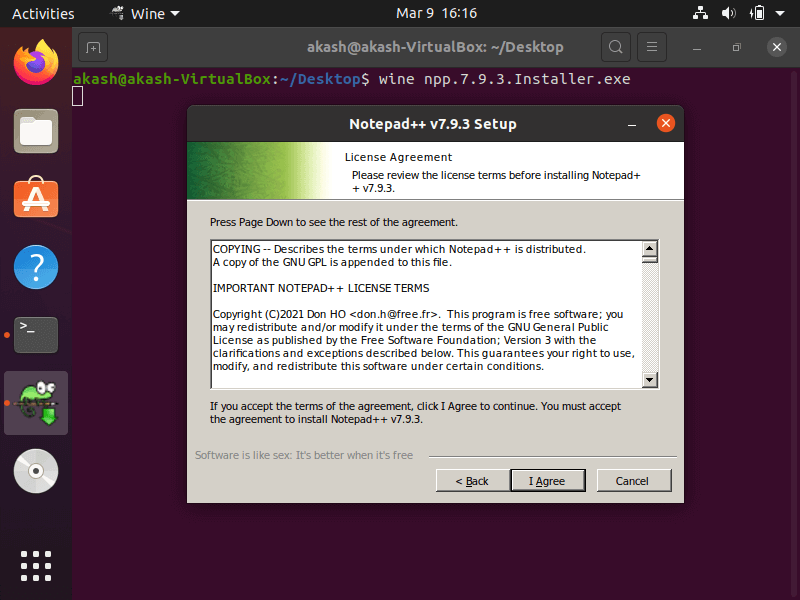 Activities Wine Mar 9 16:16
akash@akash-VirtualBox: ~/Desktop
akash@akash-VirtualBox:~/Desktop$ wine npp.7.9.3.Installer.exe
Notepad++ v7.9.3 Setup
License Agreement
Please review the license terms before installing Notepad+
+ v7.9.3.
Press Page Down to see the rest of the agreement.
COPYING -- Describes the terms under which Notepad++ is distributed.
A copy of the GNU GPL is appended to this file.
IMPORTANT NOTEPAD++ LICENSE TERMS
Copyright (C)2021 Don HO <don.h@free.fr>. This program is free software; you
may redistribute and/or modify it under the terms of the GNU General Public
License as published by the Free Software Foundation; Version 3 with the
clarifications and exceptions described below. This guarantees your right to use,
modify, and redistribute this software under certain conditions.
If you accept the terms of the agreement, click I Agree to continue. You must accept
the agreement to install Notepad++ v7.9.3.
Software is like sex: It's better when it's free
< Back I Agree Cancel